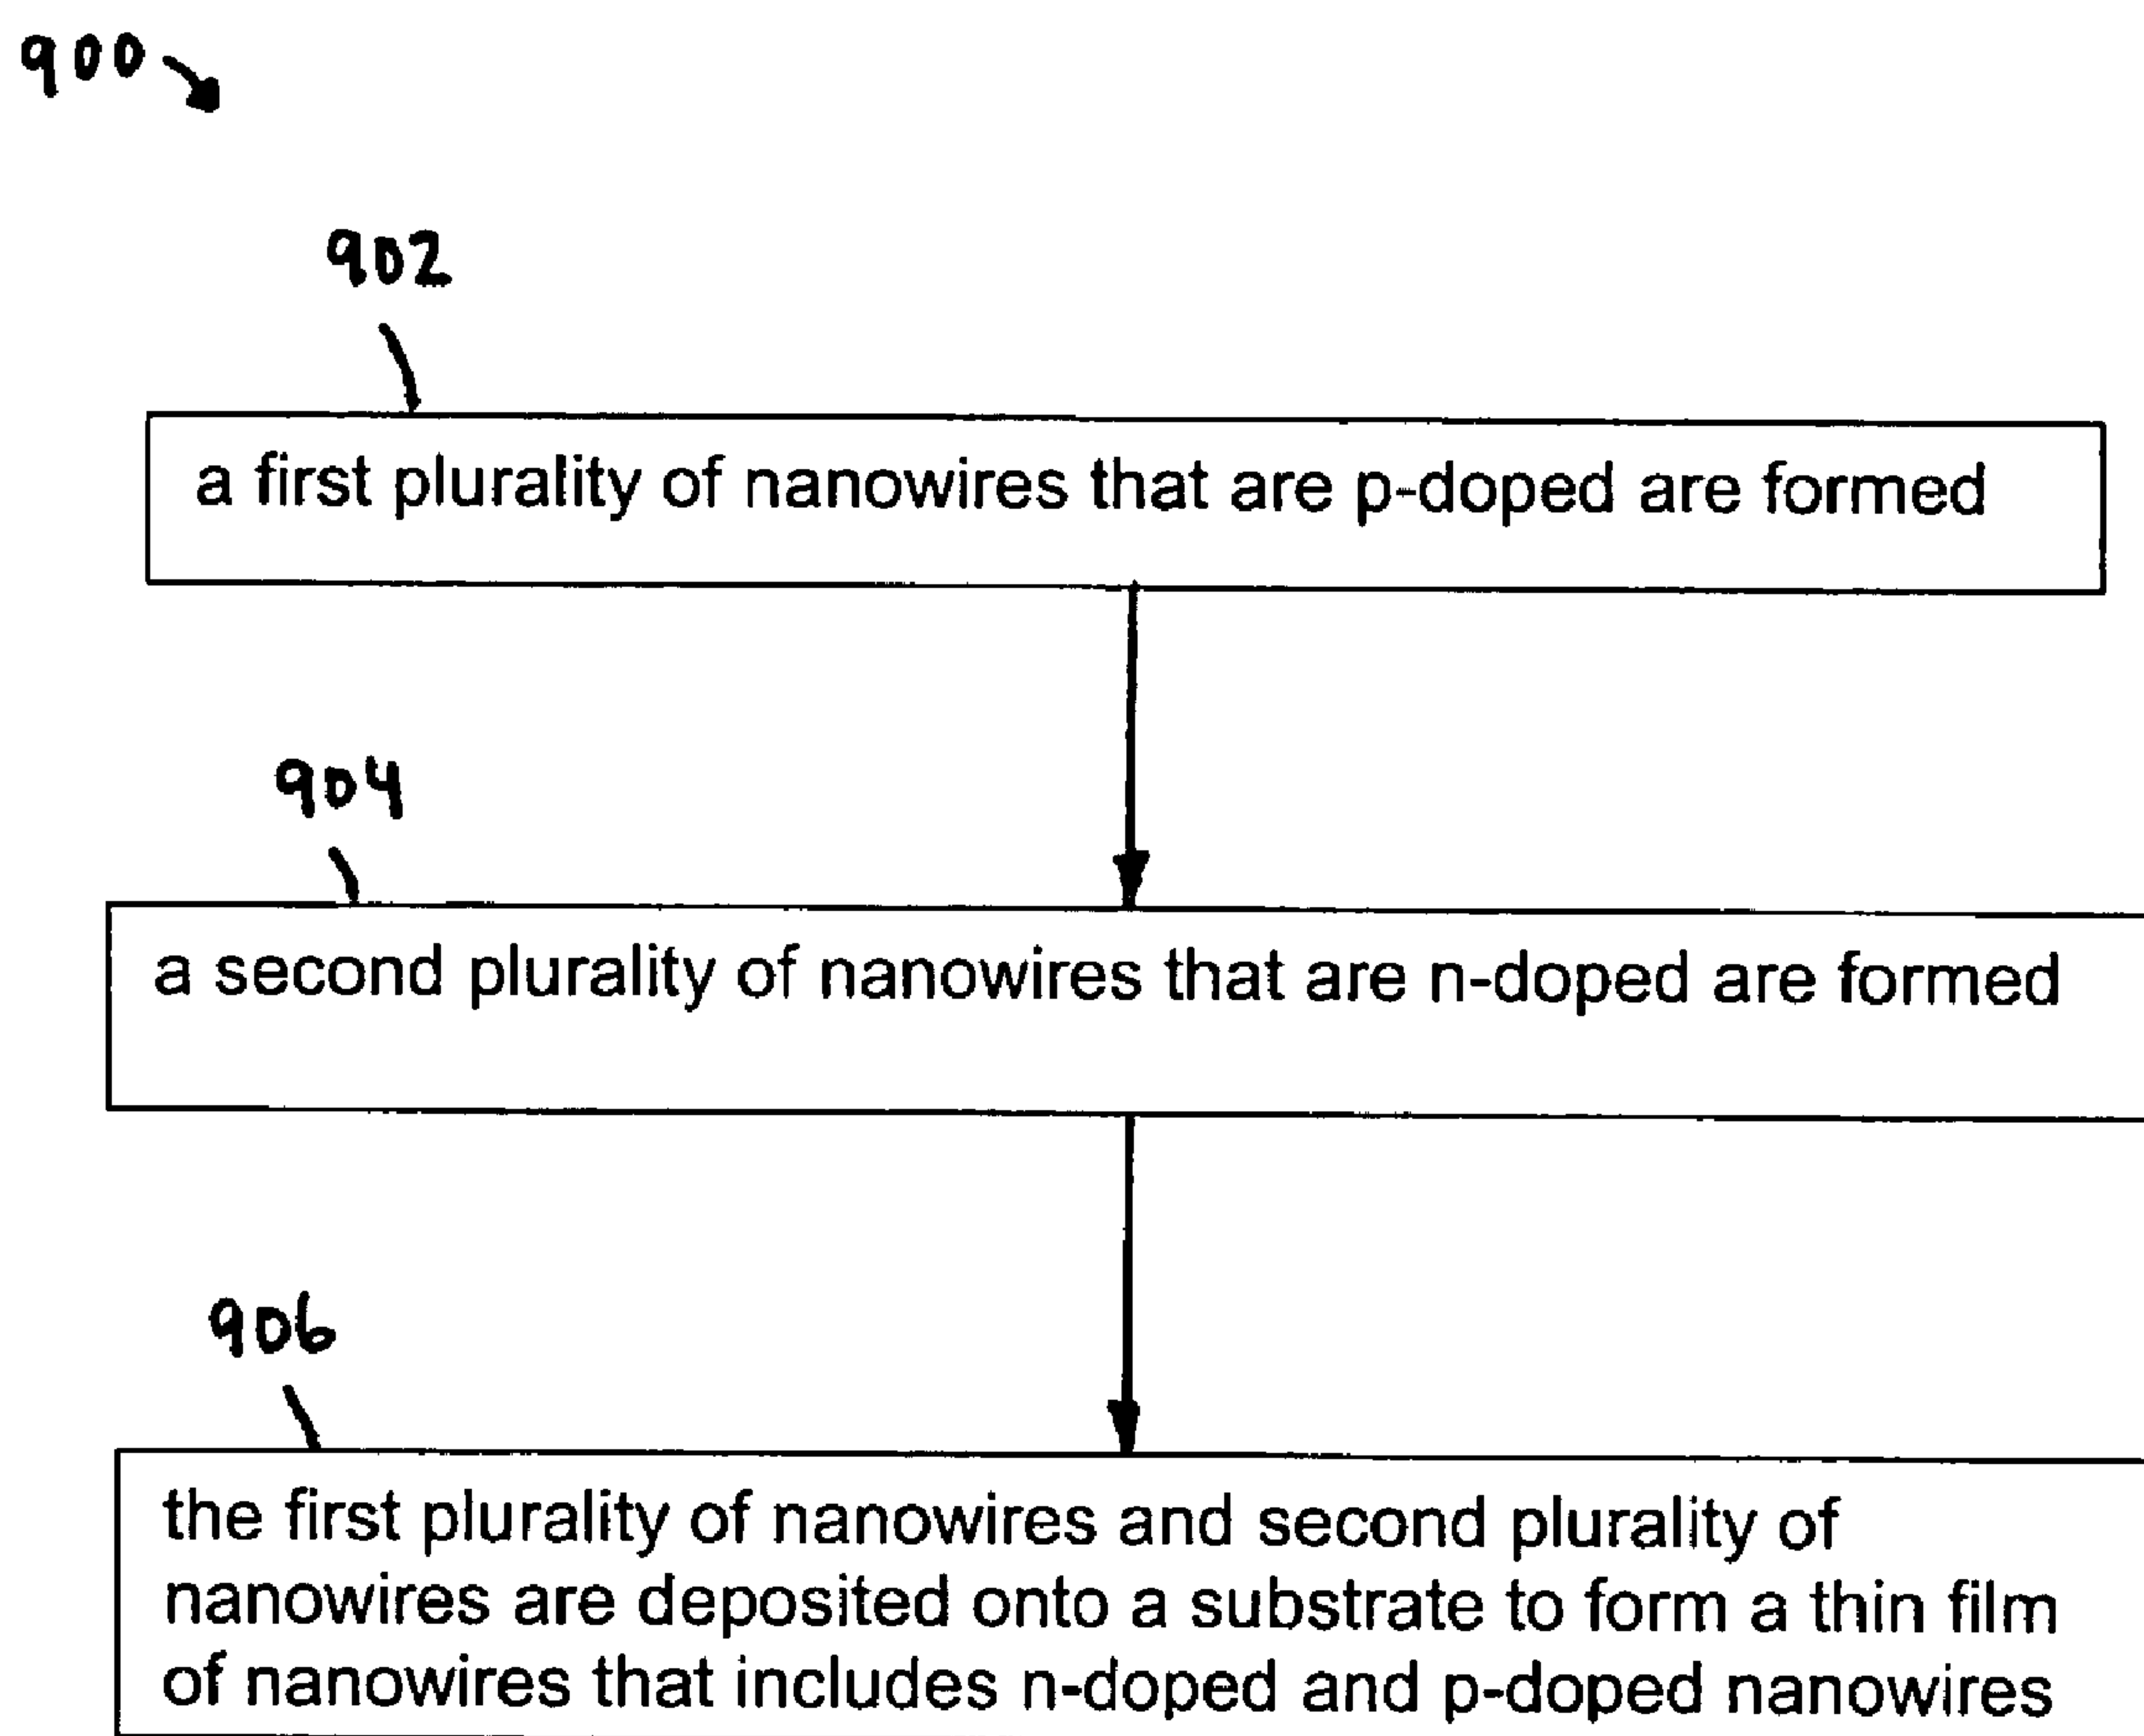 900
902
a first plurality of nanowires that are p-doped are formed
904
a second plurality of nanowires that are n-doped are formed
906
the first plurality of nanowires and second plurality of
nanowires are deposited onto a substrate to form a thin film
of nanowires that includes n-doped and p-doped nanowires